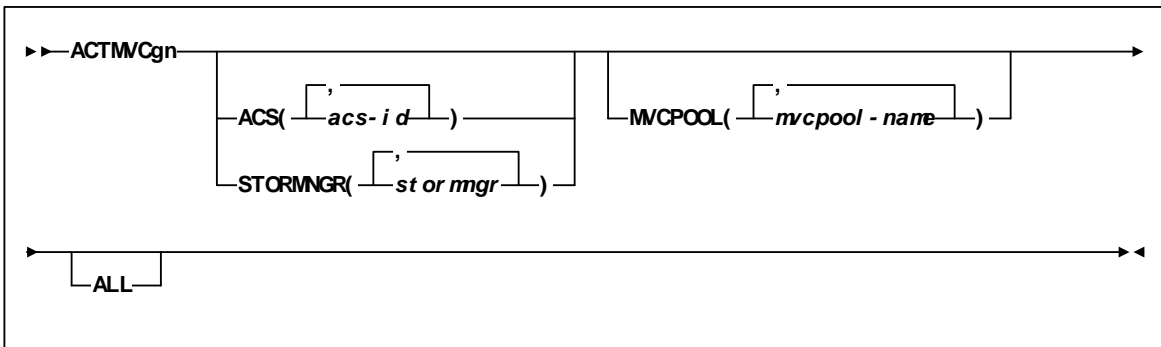 ACTMVCgn
,
,
ACS( acs-id ) MVCPOOL( mvcpool-name )
,
STORMNGR( stormngr )
ALL